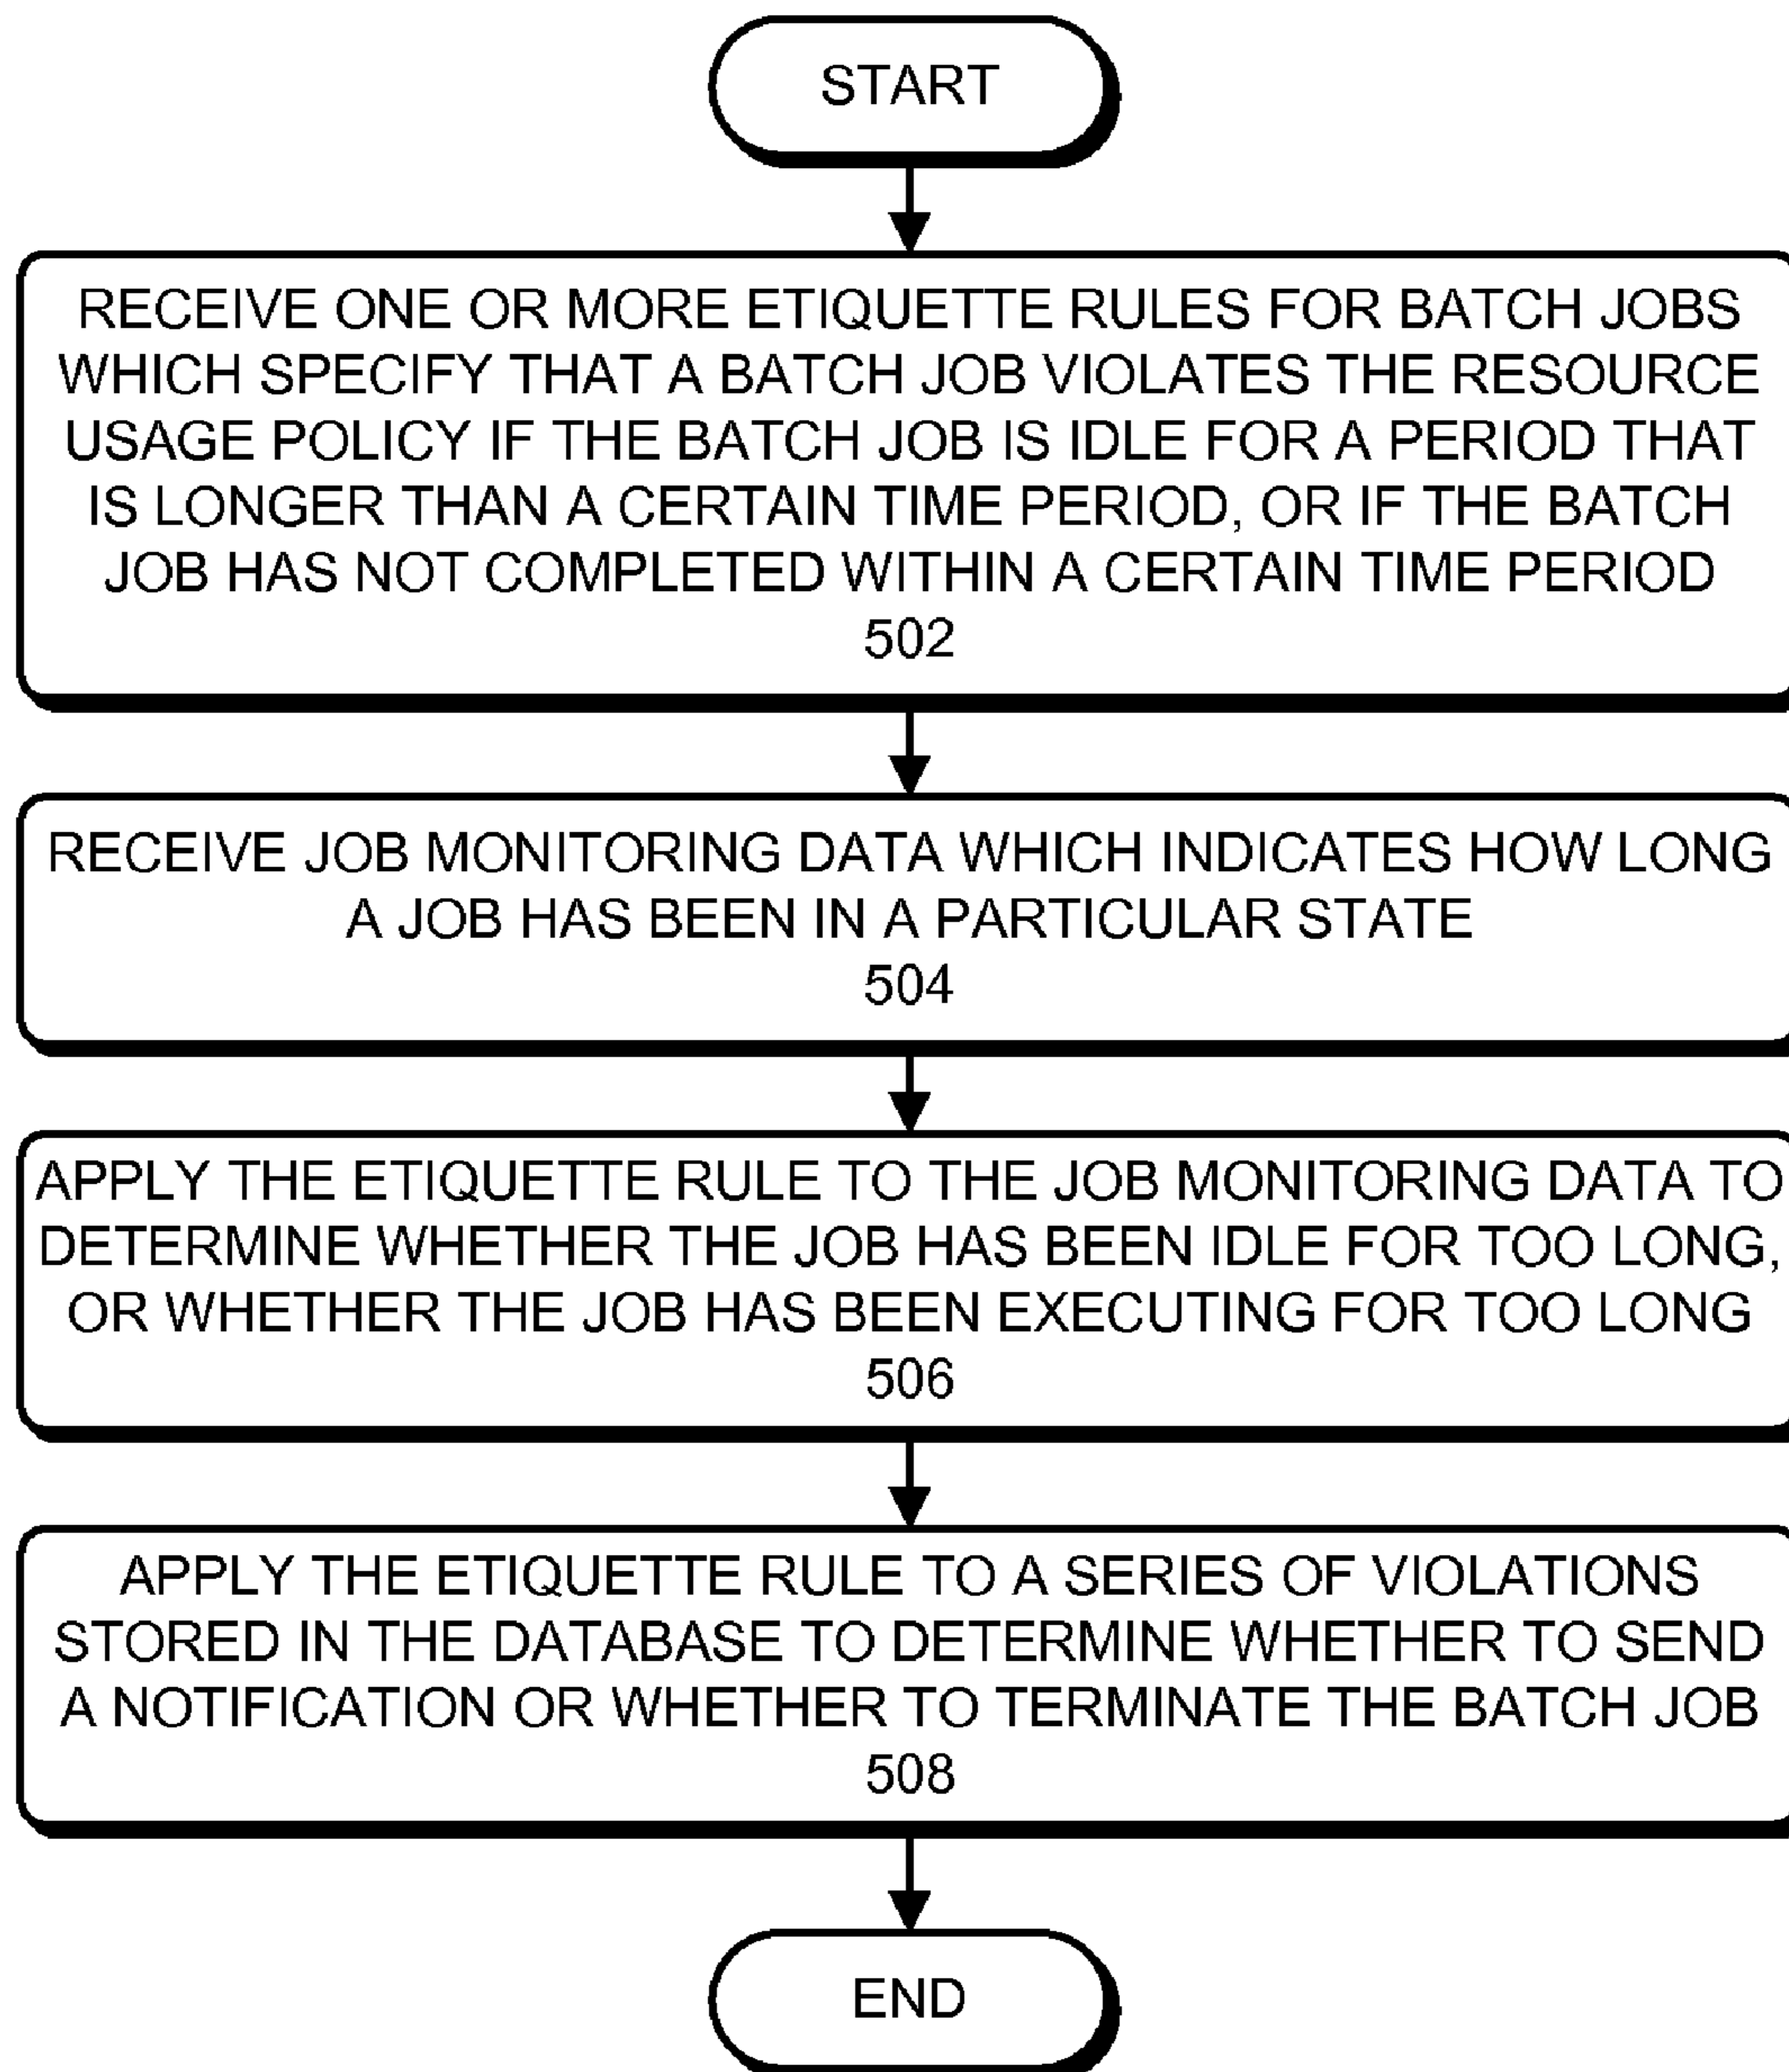 START
RECEIVE ONE OR MORE ETIQUETTE RULES FOR BATCH JOBS
WHICH SPECIFY THAT A BATCH JOB VIOLATES THE RESOURCE
USAGE POLICY IF THE BATCH JOB IS IDLE FOR A PERIOD THAT
IS LONGER THAN A CERTAIN TIME PERIOD, OR IF THE BATCH
JOB HAS NOT COMPLETED WITHIN A CERTAIN TIME PERIOD
502
RECEIVE JOB MONITORING DATA WHICH INDICATES HOW LONG
A JOB HAS BEEN IN A PARTICULAR STATE
504
APPLY THE ETIQUETTE RULE TO THE JOB MONITORING DATA TO
DETERMINE WHETHER THE JOB HAS BEEN IDLE FOR TOO LONG,
OR WHETHER THE JOB HAS BEEN EXECUTING FOR TOO LONG
506
APPLY THE ETIQUETTE RULE TO A SERIES OF VIOLATIONS
STORED IN THE DATABASE TO DETERMINE WHETHER TO SEND
A NOTIFICATION OR WHETHER TO TERMINATE THE BATCH JOB
508
END